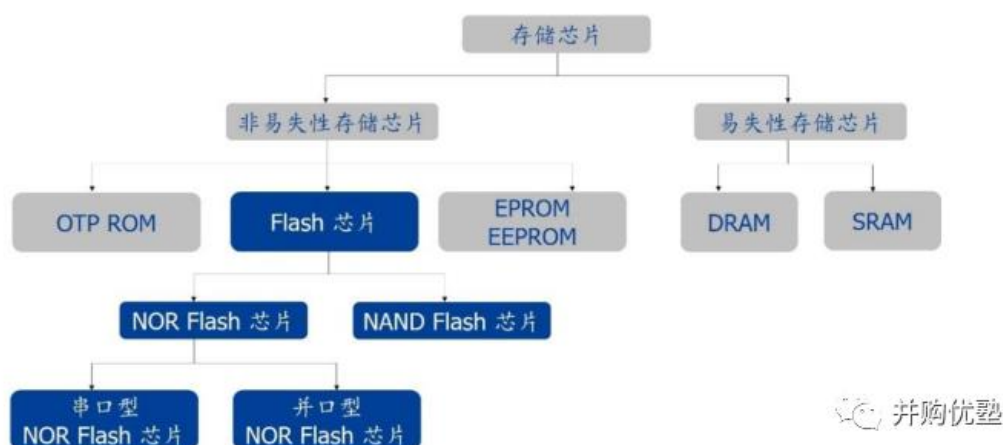 存储芯片
非易失性存储芯片
易失性存储芯片
OTP ROM
Flash 芯片
EPROM
EEPROM
DRAM
SRAM
NOR Flash 芯片
NAND Flash 芯片
串口型
NOR Flash 芯片
并口型
NOR Flash 芯片
并购优塾